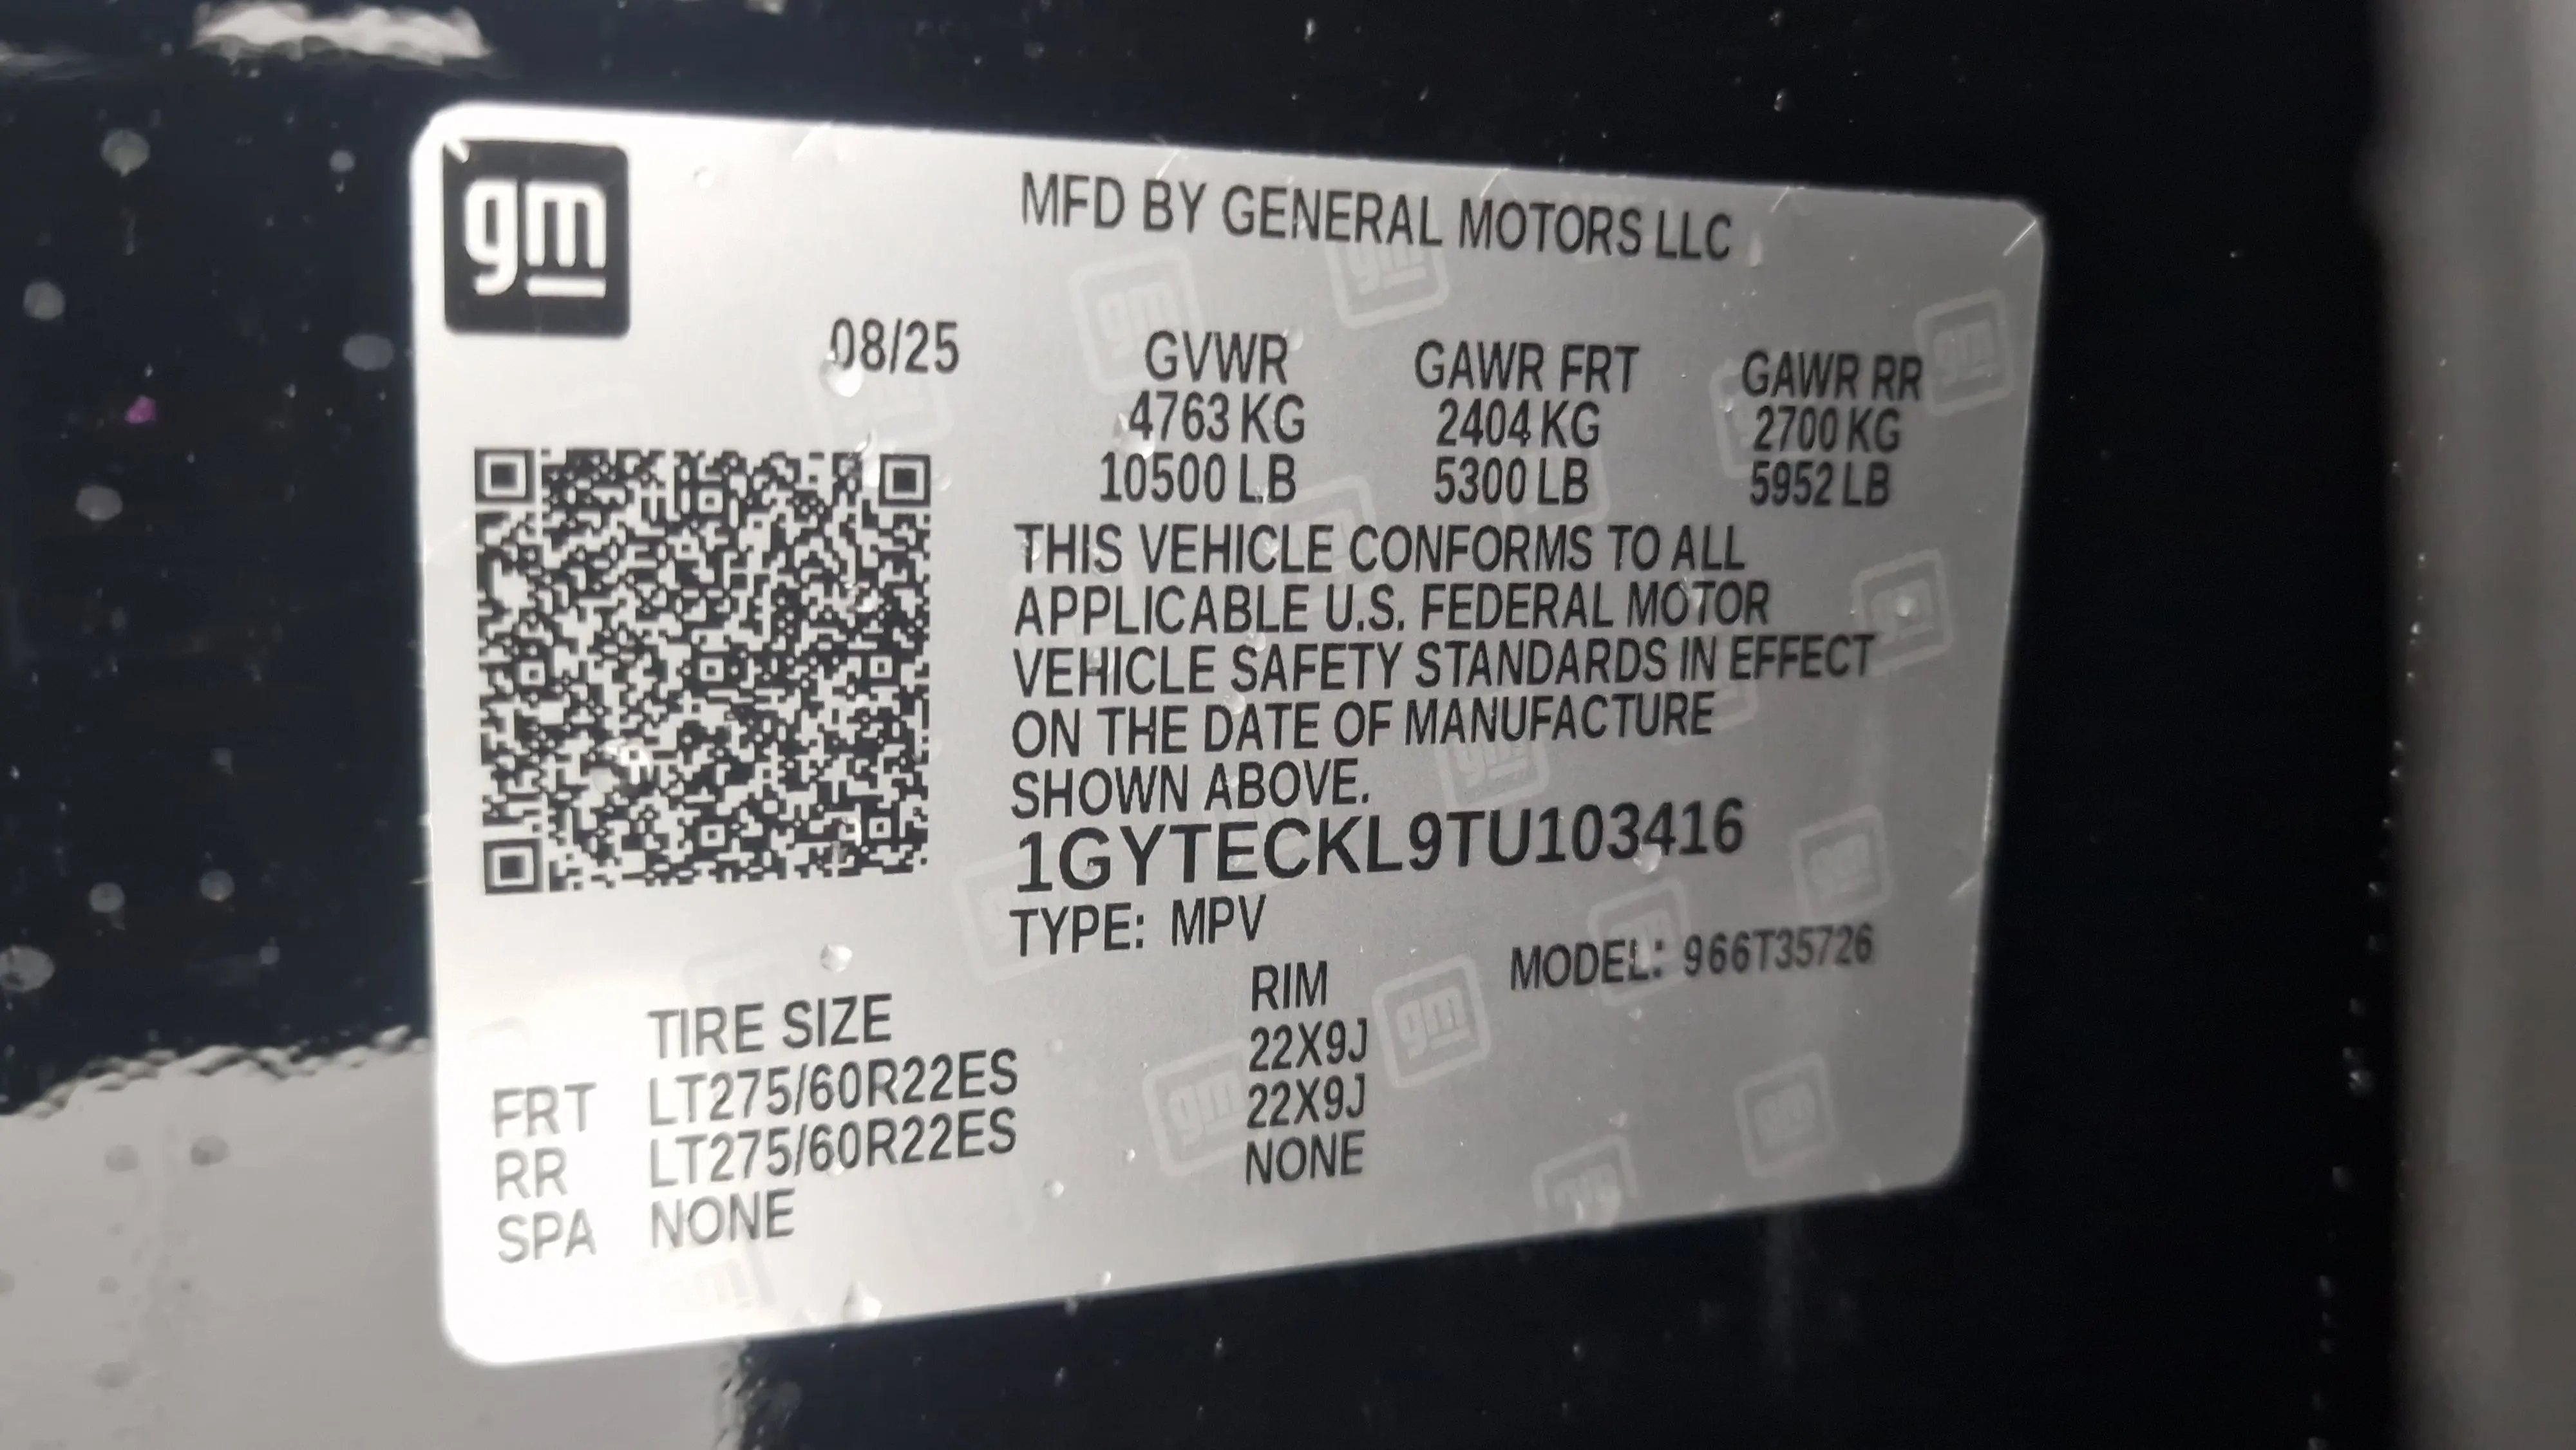 gm
MFD BY GENERAL MOTORS LLC
08/25 GVWR GAWR FRT GAWR RR
4763 KG 2404 KG 2700 KG
10500 LB 5300 LB 5952 LB
THIS VEHICLE CONFORMS TO ALL
APPLICABLE U.S. FEDERAL MOTOR
VEHICLE SAFETY STANDARDS IN EFFECT
ON THE DATE OF MANUFACTURE
SHOWN ABOVE.
1GYTECKL9TU103416
TYPE: MPV
MODEL: 966T35726
TIRE SIZE RIM
FRT LT275/60R22ES 22X9J
RR LT275/60R22ES 22X9J
SPA NONE NONE